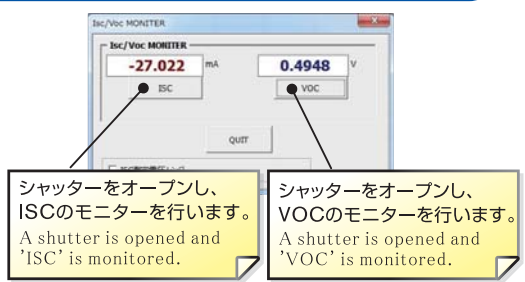 Isc/Voc MONITER
Isc/Voc MONITER
-27.022 mA
0.4948 V
ISC
VOC
QUIT
シャッターをオープンし、
ISCのモニターを行います。
A shutter is opened and
'ISC' is monitored.
シャッターをオープンし、
VOCのモニターを行います。
A shutter is opened and
'VOC' is monitored.